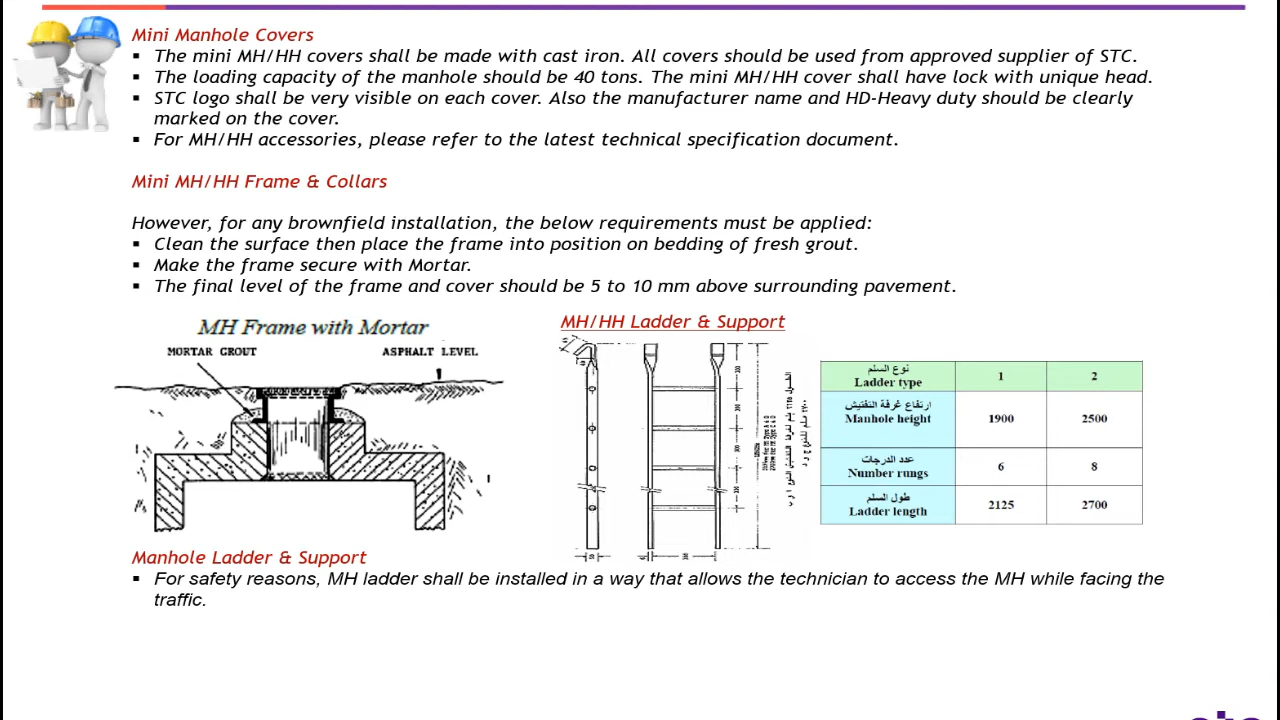 Mini Manhole Covers
▪ The mini MH/HH covers shall be made with cast iron. All covers should be used from approved supplier of STC.
▪ The loading capacity of the manhole should be 40 tons. The mini MH/HH cover shall have lock with unique head.
▪ STC logo shall be very visible on each cover. Also the manufacturer name and HD-Heavy duty should be clearly
marked on the cover.
▪ For MH/HH accessories, please refer to the latest technical specification document.
Mini MH/HH Frame & Collars
However, for any brownfield installation, the below requirements must be applied:
▪ Clean the surface then place the frame into position on bedding of fresh grout.
▪ Make the frame secure with Mortar.
▪ The final level of the frame and cover should be 5 to 10 mm above surrounding pavement.
MH Frame with Mortar
MORTAR GROUT
ASPHALT LEVEL
MH/HH Ladder & Support
نوع السلم
Ladder type 1 2
ارتفاع غرفة التفتيش
Manhole height 1900 2500
عدد الدرجات
Number rungs 6 8
طول السلم
Ladder length 2125 2700
Manhole Ladder & Support
▪ For safety reasons, MH ladder shall be installed in a way that allows the technician to access the MH while facing the
traffic.